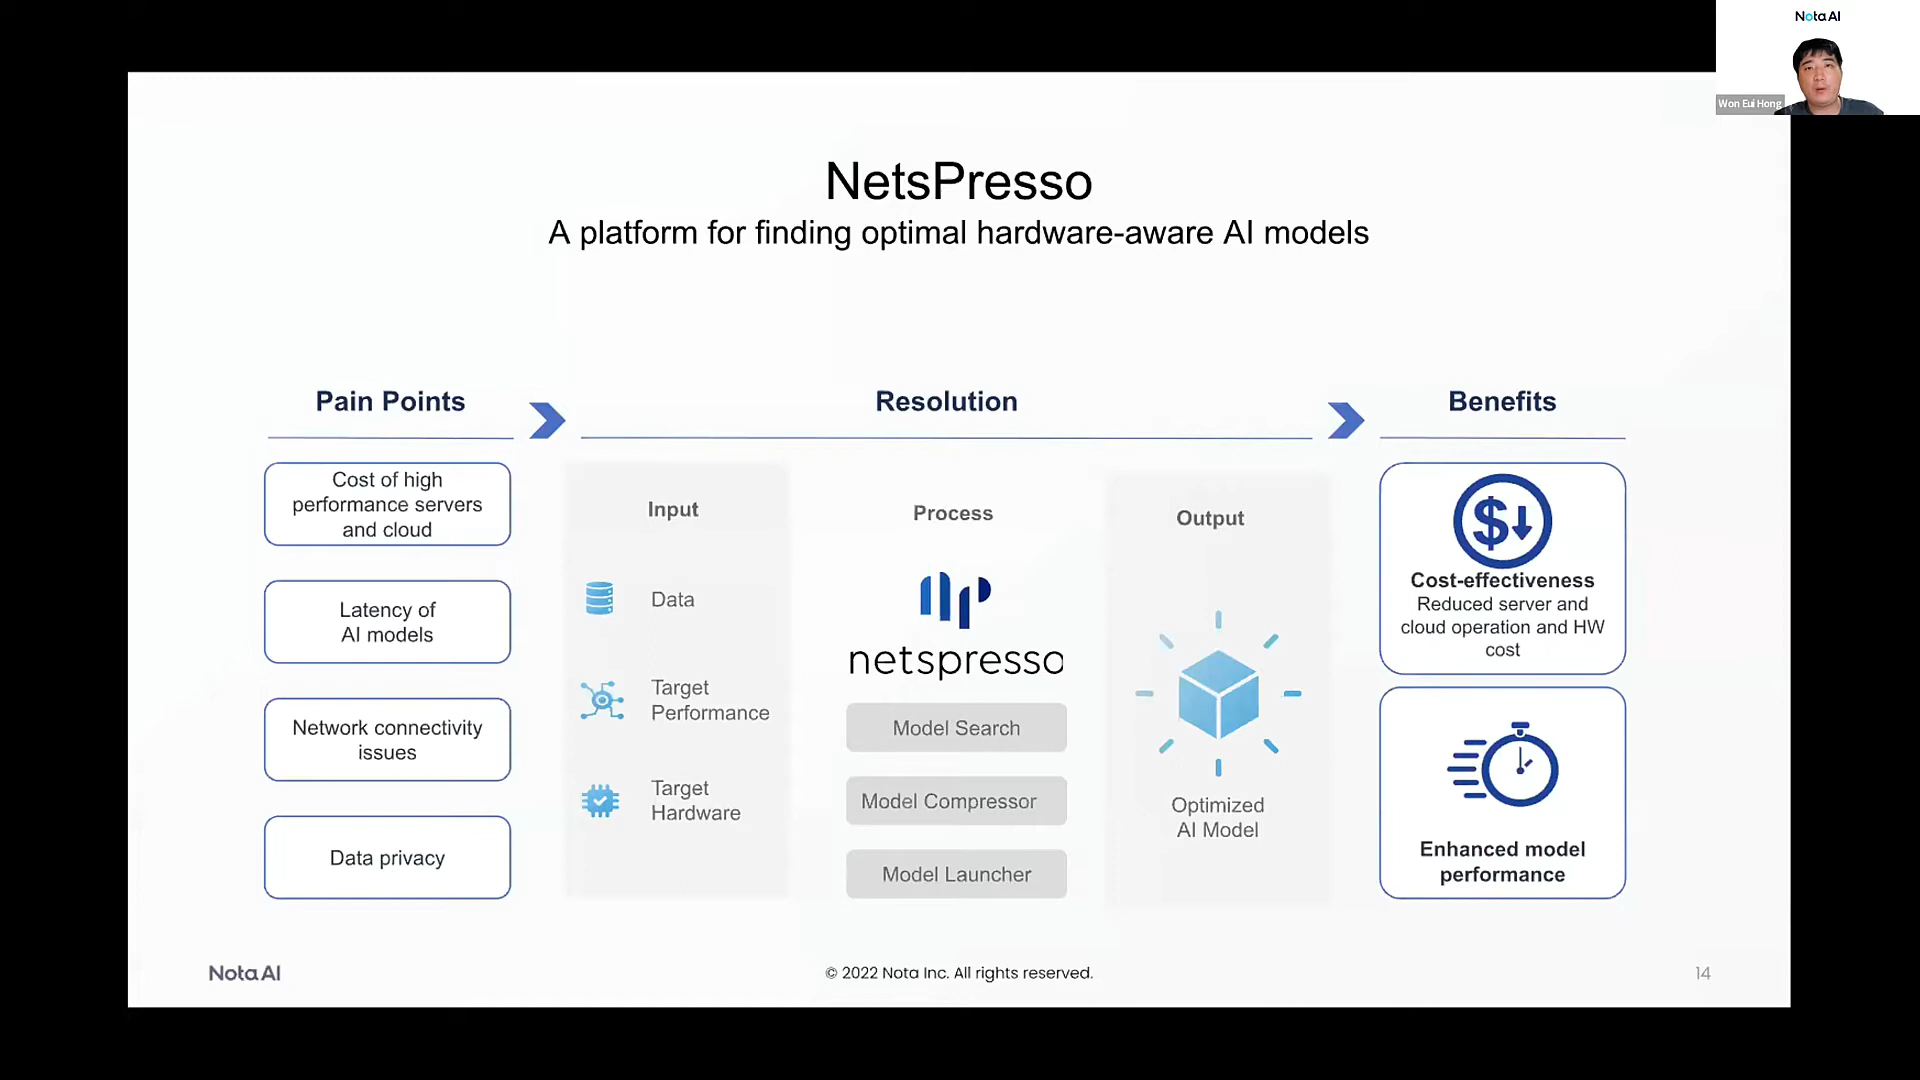 Nota AI
Won Eui Hong
NetsPresso
A platform for finding optimal hardware-aware AI models
Pain Points
Resolution
Benefits
Cost of high
performance servers
and cloud
Latency of
AI models
Network connectivity
issues
Data privacy
Input
Data
Target
Performance
Target
Hardware
Process
netspresso
Model Search
Model Compressor
Model Launcher
Output
Optimized
AI Model
$
Cost-effectiveness
Reduced server and
cloud operation and HW
cost
Enhanced model
performance
Nota AI
© 2022 Nota Inc. All rights reserved.
14